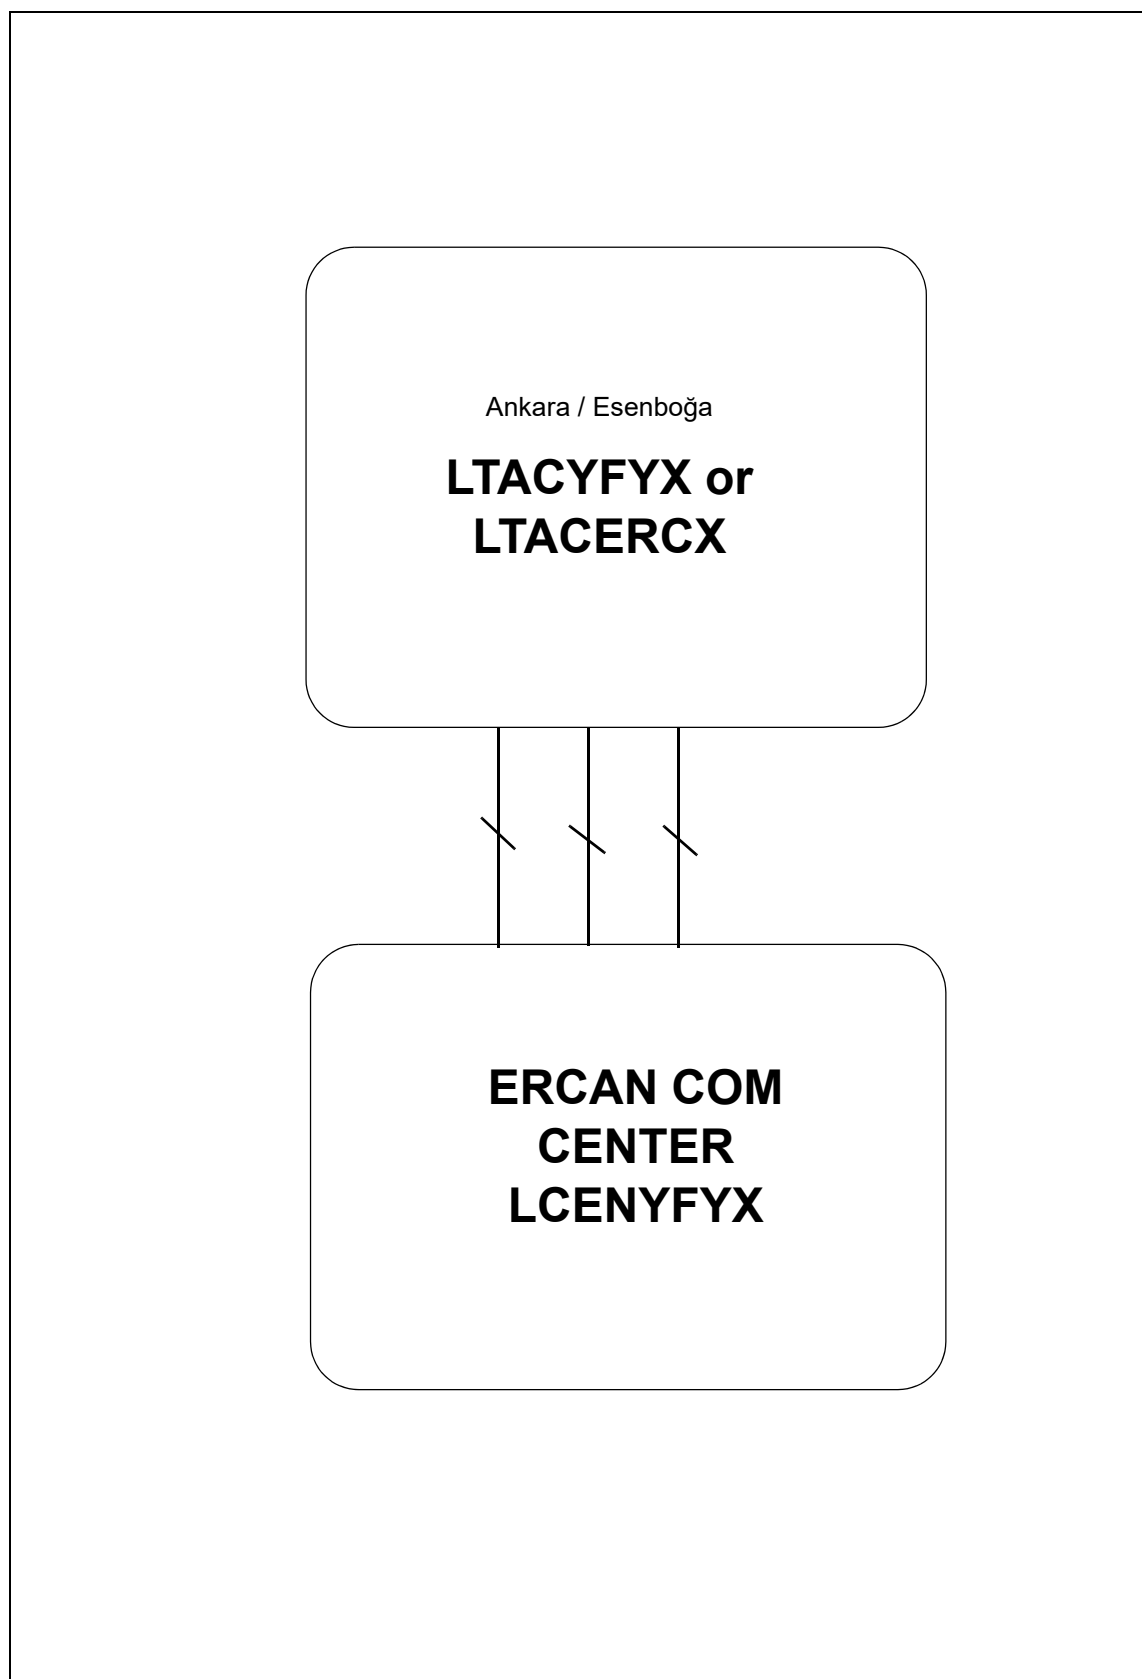 Ankara / Esenboğa
LTACYFYX or
LTACERCX
ERCAN COM
CENTER
LCENYFYX